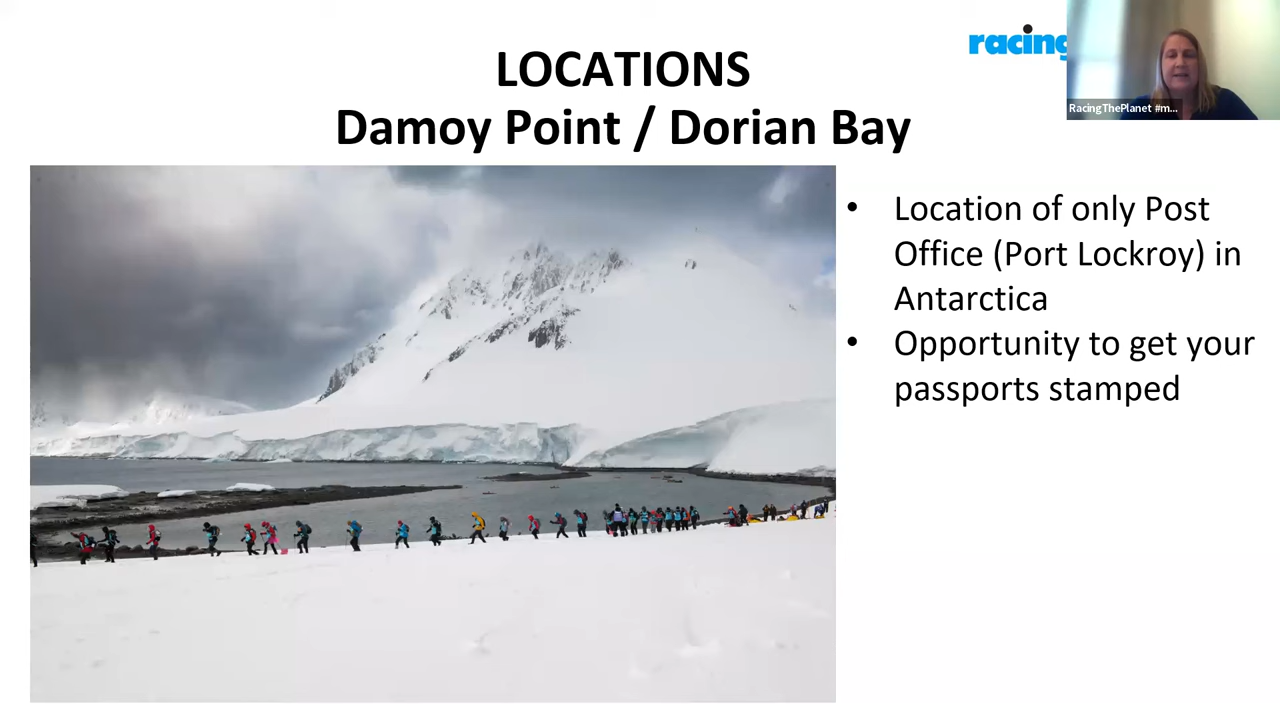 racing
LOCATIONS
Damoy Point / Dorian Bay
RacingThePlanet #m...
• Location of only Post
Office (Port Lockroy) in
Antarctica
• Opportunity to get your
passports stamped